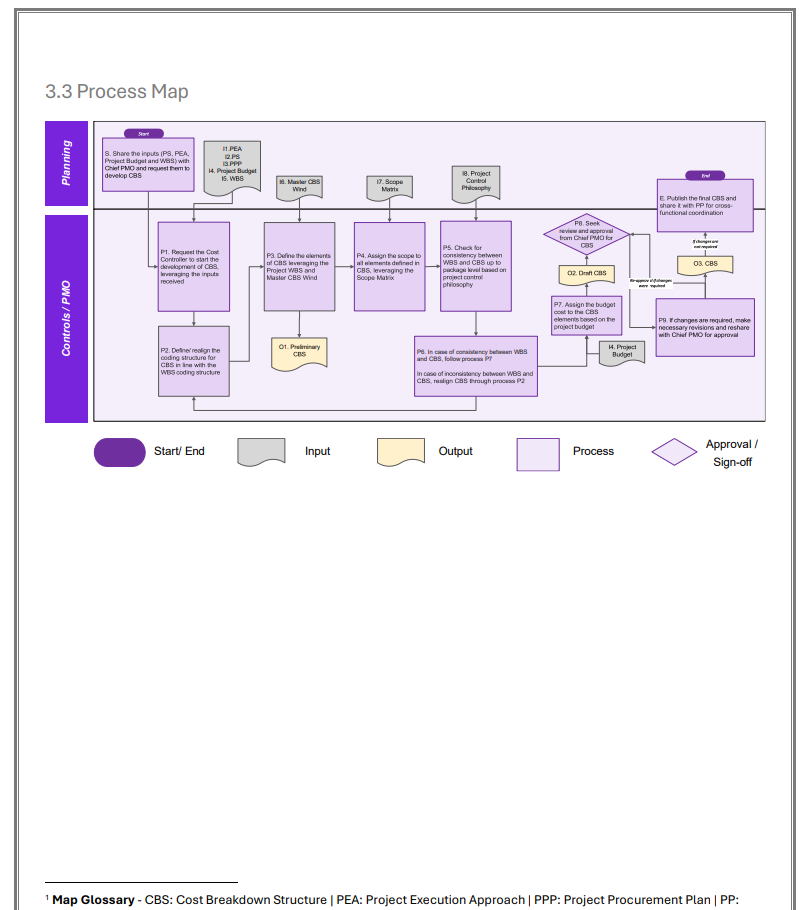 3.3 Process Map
Planning
Start
S. Share the inputs (PS, PEA,
Project Budget and WBS) with
Chief PMO and request them to
develop CBS
I1.PEA
I2.PS
I3.PPP
I4. Project Budget
I5. WBS
I6. Master CBS
Wind
I7. Scope
Matrix
I8. Project
Control
Philosophy
End
E. Publish the final CBS and
share it with PP for cross-
functional coordination
Controls / PMO
P1. Request the Cost
Controller to start the
development of CBS,
leveraging the inputs
received
P3. Define the elements
of CBS leveraging the
Project WBS and
Master CBS Wind
P4. Assign the scope to
all elements defined in
CBS, leveraging the
Scope Matrix
P5. Check for
consistency between
WBS and CBS up to
package level based on
project control
philosophy
P8. Seek
review and approval
from Chief PMO for
CBS
If changes are
not required
O2. Draft CBS
O3. CBS
Re-approval if changes
were required
P2. Define/ realign the
coding structure for
CBS in line with the
WBS coding structure
O1. Preliminary
CBS
P6. In case of consistency between WBS
and CBS, follow process P7
In case of inconsistency between WBS and
CBS, realign CBS through process P2
P7. Assign the budget
cost to the CBS
elements based on the
project budget
I4. Project
Budget
P9. If changes are required, make
necessary revisions and reshare
with Chief PMO for approval
Start/ End
Input
Output
Process
Approval /
Sign-off
¹ Map Glossary - CBS: Cost Breakdown Structure | PEA: Project Execution Approach | PPP: Project Procurement Plan | PP: